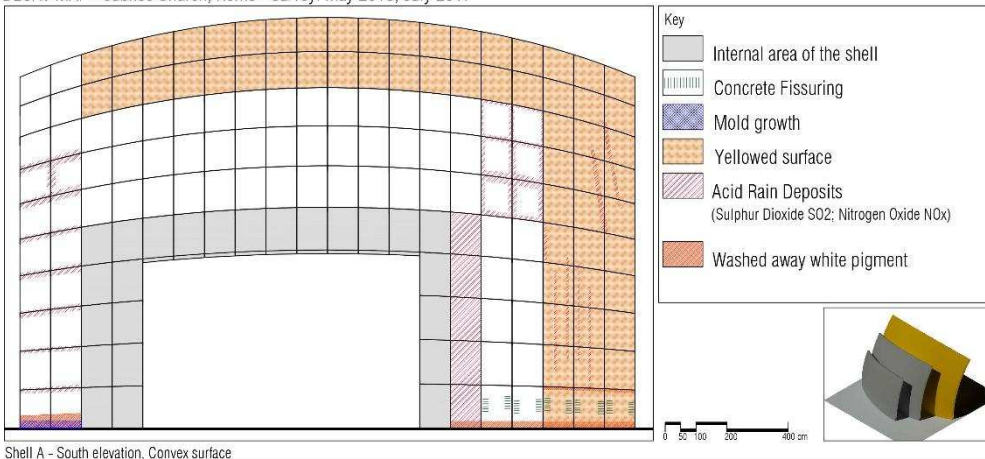 Key
Internal area of the shell
Concrete Fissuring
Mold growth
Yellowed surface
Acid Rain Deposits
(Sulphur Dioxide SO2; Nitrogen Oxide NOx)
Washed away white pigment
0 50 100 200 400 cm
Shell A - South elevation, Convex surface